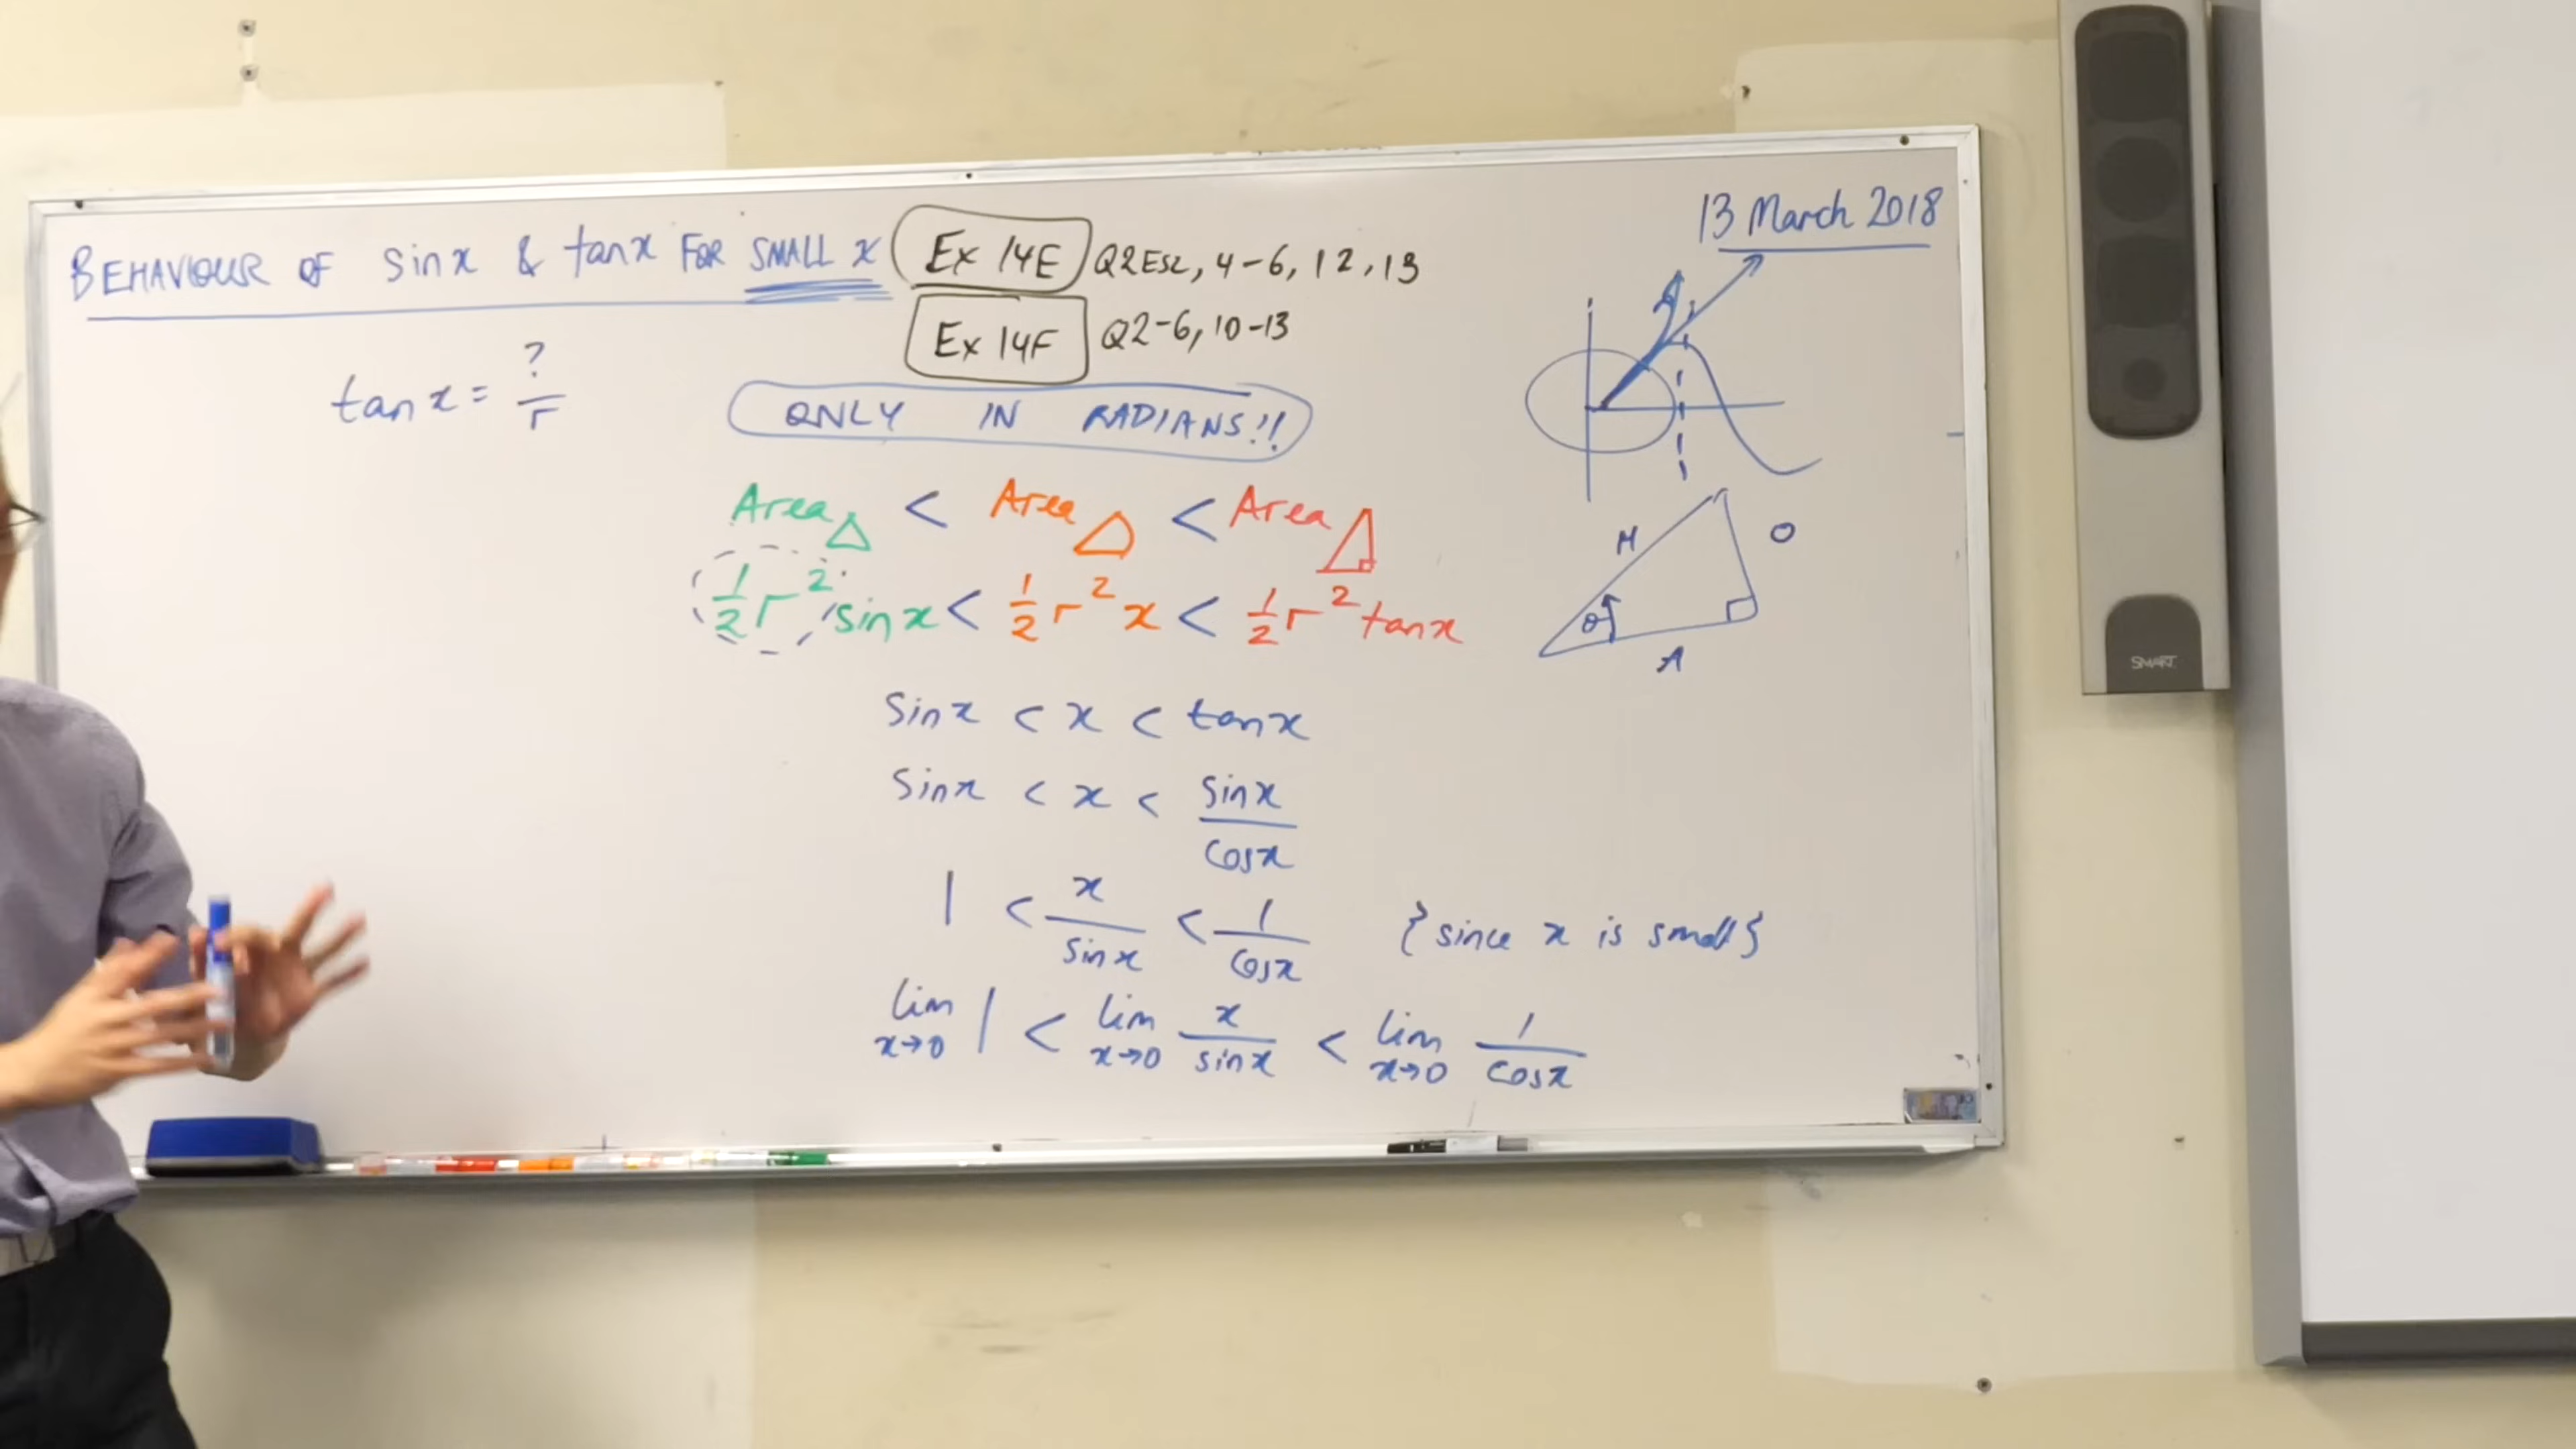 13 March 2018
BEHAVIOUR OF sin x & tan x FOR SMALL x
Ex 14E Q2ESL, 4-6, 12, 13
Ex 14F Q2-6, 10-13
tan x = ?/r
ONLY IN RADIANS!!
Area △ < Area < Area
1/2 r² sin x < 1/2 r² x < 1/2 r² tan x
H
O
θ
A
sin x < x < tan x
sin x < x < sin x/cos x
1 < x/sin x < 1/cos x {since x is small}
lim x→0 1 < lim x→0 x/sin x < lim x→0 1/cos x
SMART